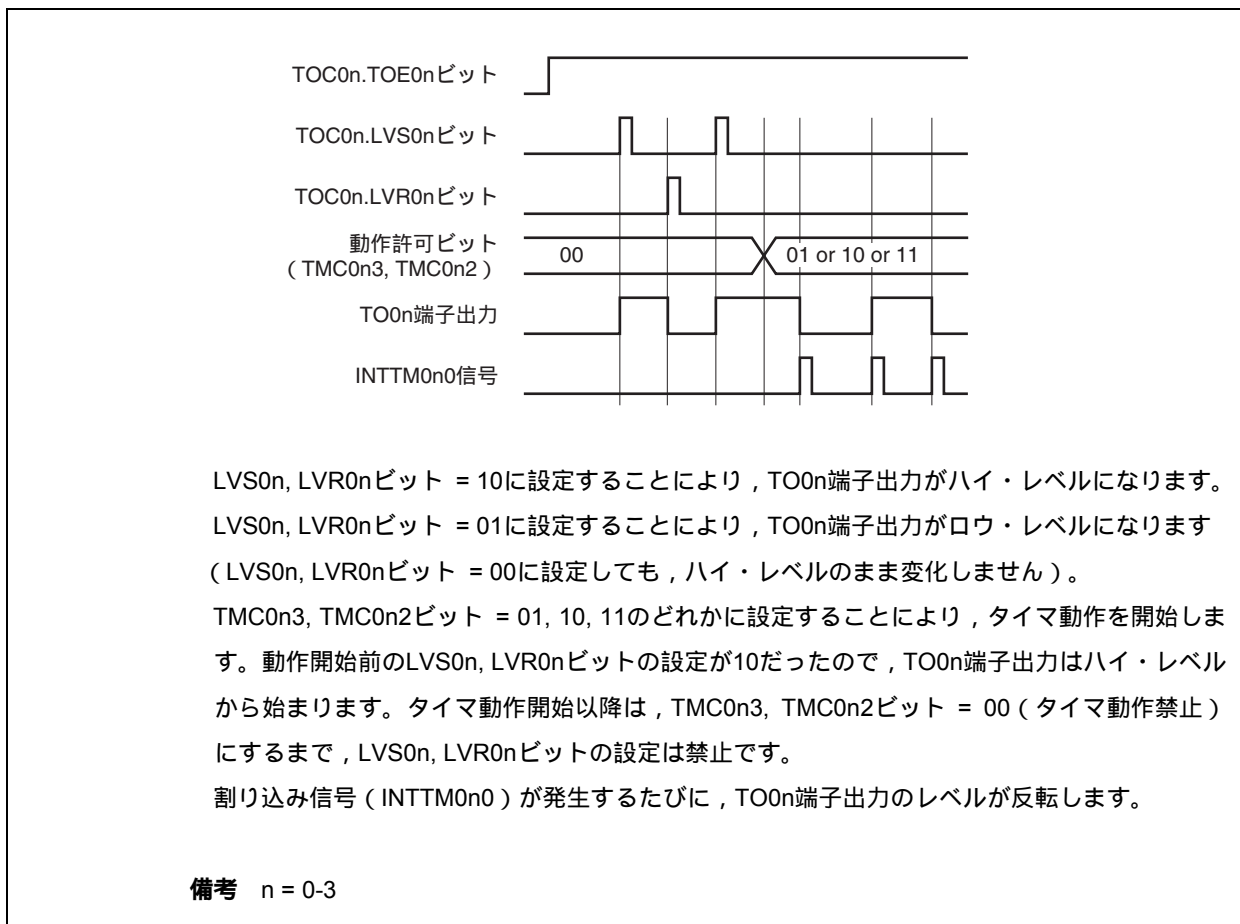 TOC0n.TOE0nビット
TOC0n.LVS0nビット
TOC0n.LVR0nビット
動作許可ビット
（TMC0n3, TMC0n2）
00
01 or 10 or 11
TO0n端子出力
INTTM0n0信号
LVS0n, LVR0nビット = 10に設定することにより，TO0n端子出力がハイ・レベルになります。
LVS0n, LVR0nビット = 01に設定することにより，TO0n端子出力がロウ・レベルになります
（LVS0n, LVR0nビット = 00に設定しても，ハイ・レベルのまま変化しません）。
TMC0n3, TMC0n2ビット = 01, 10, 11のどれかに設定することにより，タイマ動作を開始しま
す。動作開始前のLVS0n, LVR0nビットの設定が10だったので，TO0n端子出力はハイ・レベル
から始まります。タイマ動作開始以降は，TMC0n3, TMC0n2ビット = 00（タイマ動作禁止）
にするまで，LVS0n, LVR0nビットの設定は禁止です。
割り込み信号（INTTM0n0）が発生するたびに，TO0n端子出力のレベルが反転します。
備考 n = 0-3